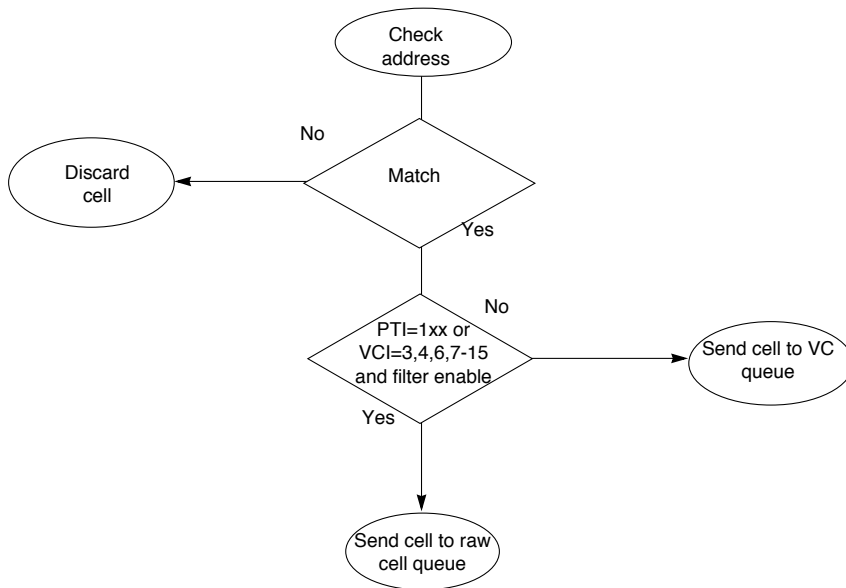 Check
address
No
Match
Discard
cell
Yes
No
PTI=1xx or
VCI=3,4,6,7-15
and filter enable
Send cell to VC
queue
Yes
Send cell to raw
cell queue